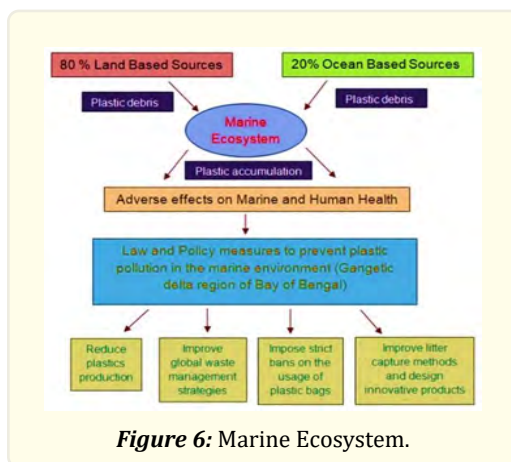 80 % Land Based Sources
20% Ocean Based Sources
Plastic debris
Plastic debris
Marine
Ecosystem
Plastic accumulation
Adverse effects on Marine and Human Health
Law and Policy measures to prevent plastic
pollution in the marine environment (Gangetic
delta region of Bay of Bengal)
Reduce
plastics
production
Improve
global waste
management
strategies
Impose strict
bans on the
usage of
plastic bags
Improve litter
capture methods
and design
innovative products
Figure 6: Marine Ecosystem.